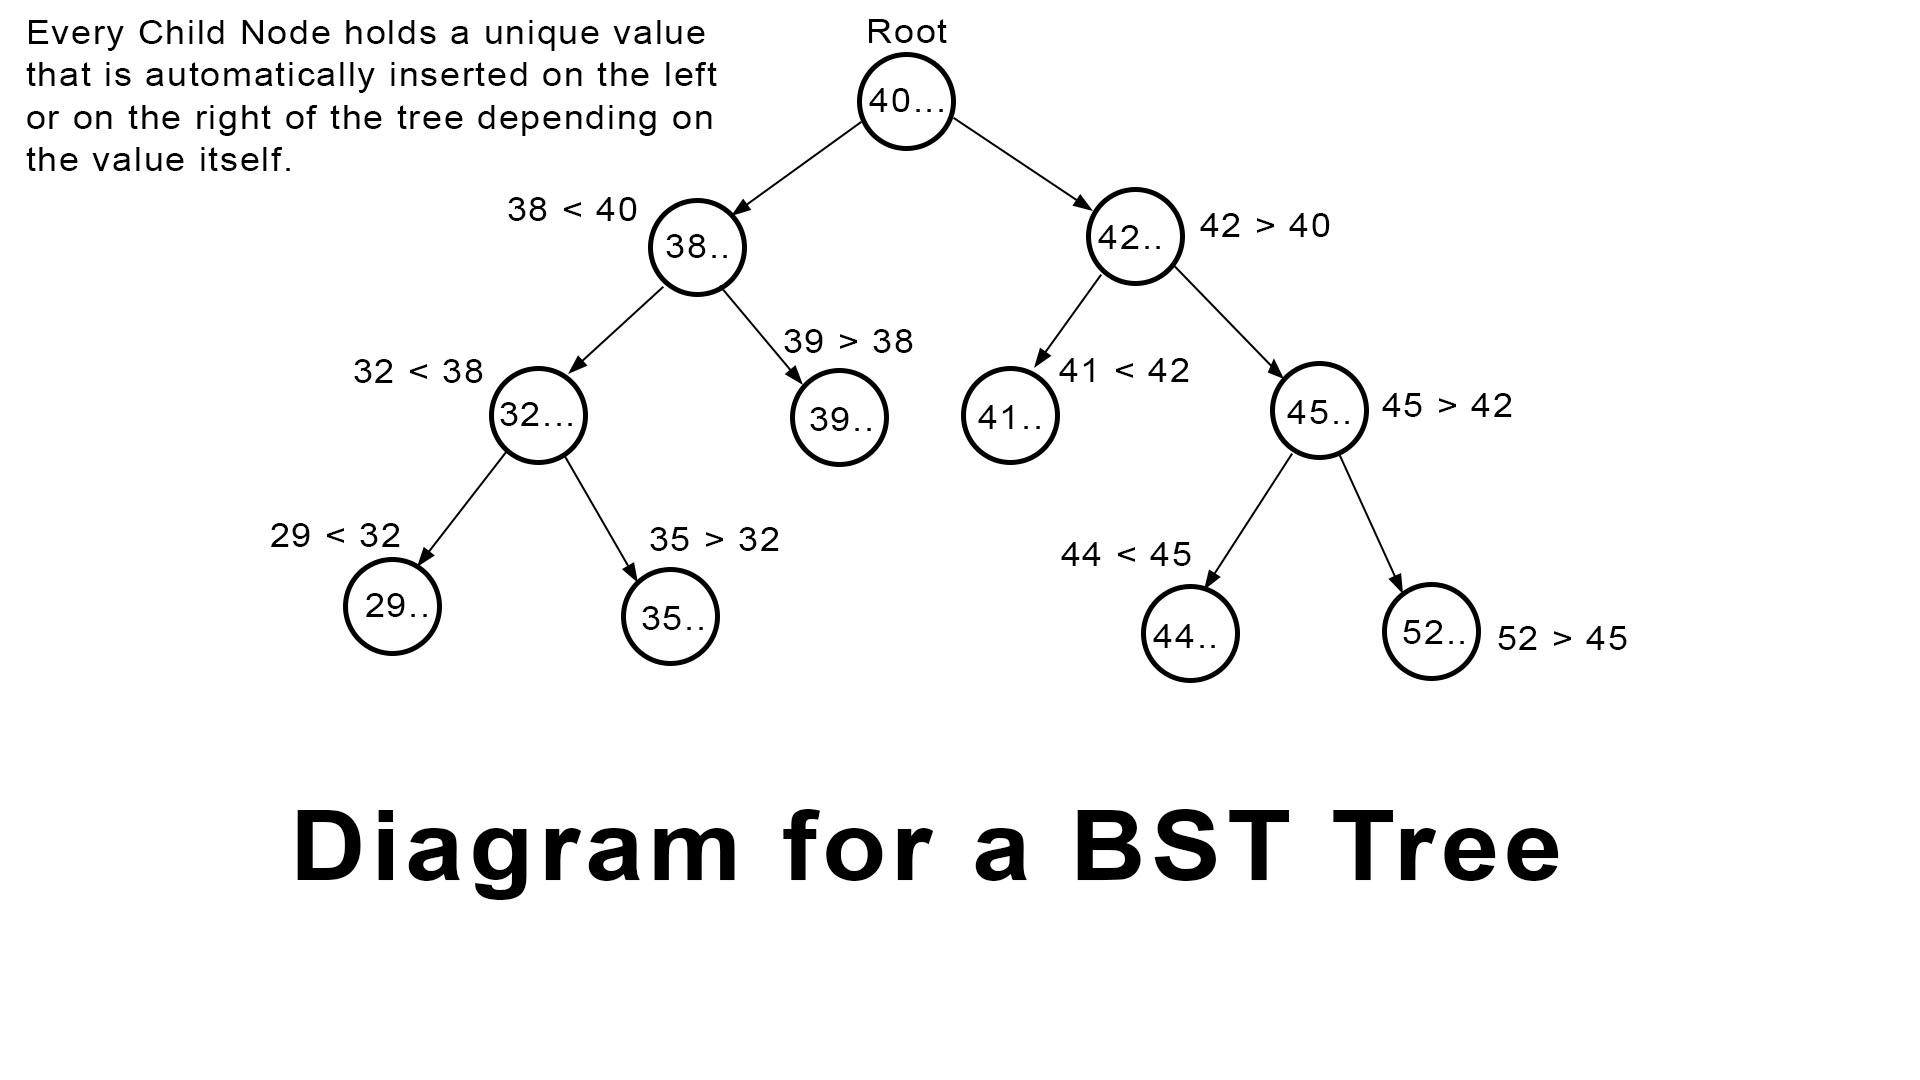 Every Child Node holds a unique value
that is automatically inserted on the left
or on the right of the tree depending on
the value itself.
Root
40...
38 < 40
38..
42..
42 > 40
32 < 38
32...
39 > 38
39..
41 < 42
41..
45..
45 > 42
29 < 32
29..
35 > 32
35..
44 < 45
44..
52..
52 > 45
Diagram for a BST Tree